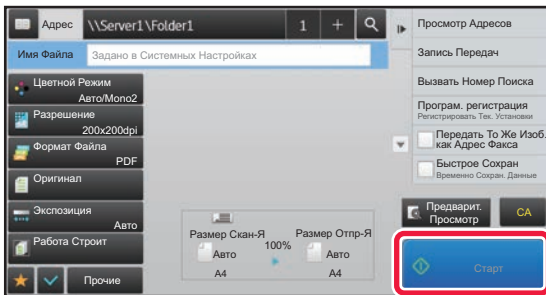 Адрес
\\Server1\Folder1
1
+
Имя Файла
Задано в Системных Настройках
Цветной Режим
Авто/Mono2
Разрешение
200x200dpi
Формат Файла
PDF
Оригинал
Экспозиция
Авто
Работа Строит
Прочие
Размер Скан-Я
100%
Размер Отпр-Я
Авто
Авто
A4
A4
Просмотр Адресов
Запись Передач
Вызвать Номер Поиска
Програм. регистрация
Регистрировать Тек. Установки
Передать То Же Изоб.
как Адрес Факса
Быстрое Сохран
Временно Сохран. Данные
Предварит.
Просмотр
CA
Старт